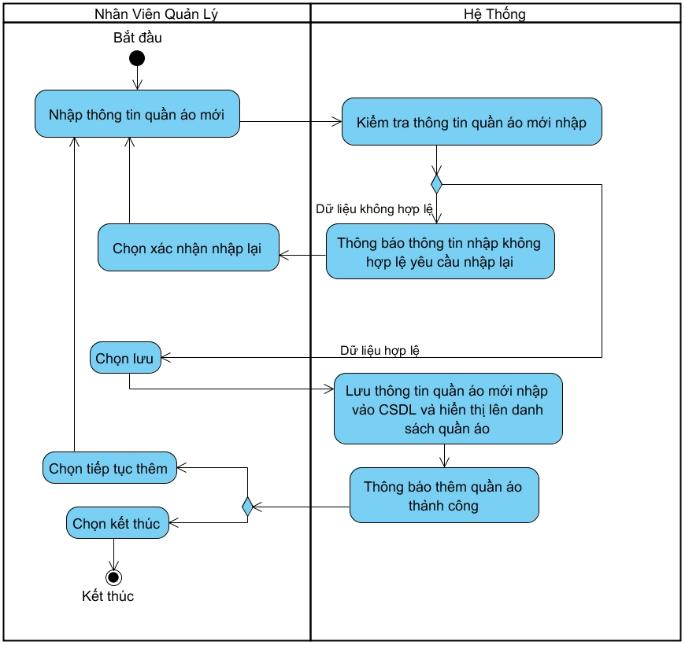 Nhân Viên Quản Lý
Hệ Thống
Bắt đầu
Nhập thông tin quần áo mới
Kiểm tra thông tin quần áo mới nhập
Dữ liệu không hợp lệ
Chọn xác nhận nhập lại
Thông báo thông tin nhập không
hợp lệ yêu cầu nhập lại
Dữ liệu hợp lệ
Chọn lưu
Lưu thông tin quần áo mới nhập
vảo CSDL và hiển thị lên danh
sách quần áo
Chọn tiếp tục thêm
Thông báo thêm quần áo
thành công
Chọn kết thúc
Kết thúc